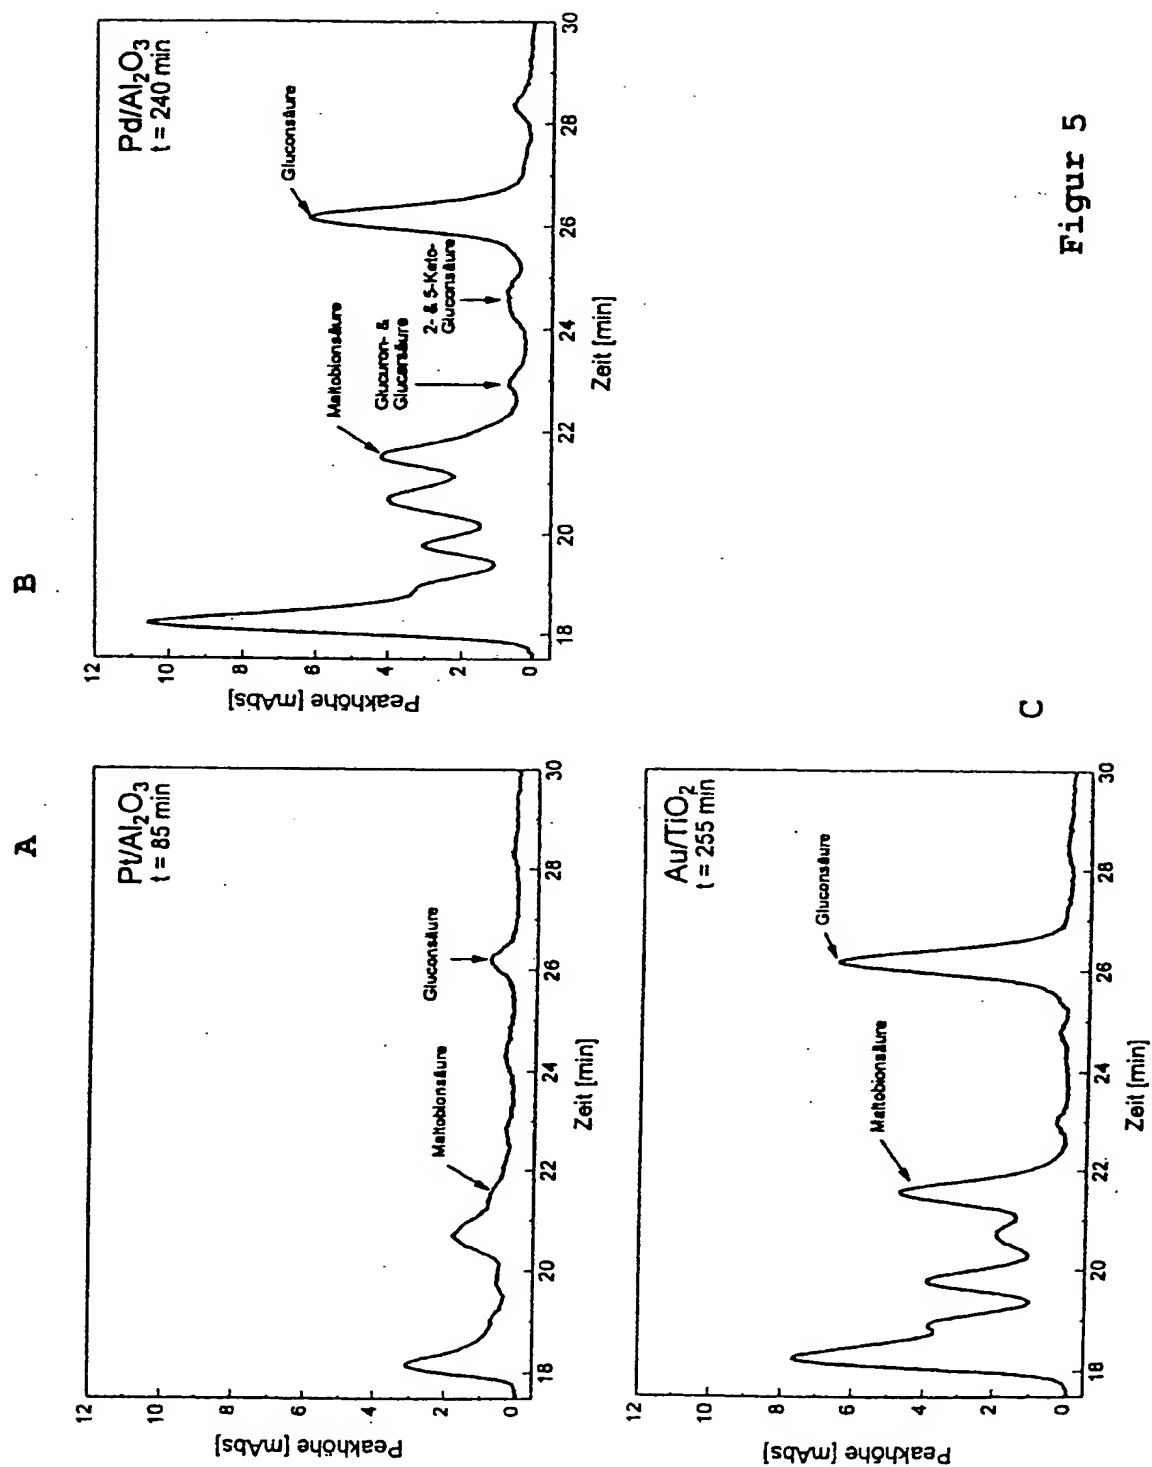 A
Pt/Al2O3
t = 85 min
Peakhöhe [mAbs]
12
10
8
6
4
2
0
Maltobionsäure
Gluconsäure
18
20
22
24
26
28
30
Zeit [min]
B
Pd/Al2O3
t = 240 min
Peakhöhe [mAbs]
12
10
8
6
4
2
0
Maltobionsäure
Glucuron- &
Glucarsäure
2- & 5-Keto-
Gluconsäure
Gluconsäure
18
20
22
24
26
28
30
Zeit [min]
C
Au/TiO2
t = 255 min
Peakhöhe [mAbs]
12
10
8
6
4
2
0
Maltobionsäure
Gluconsäure
18
20
22
24
26
28
30
Zeit [min]
Figur 5